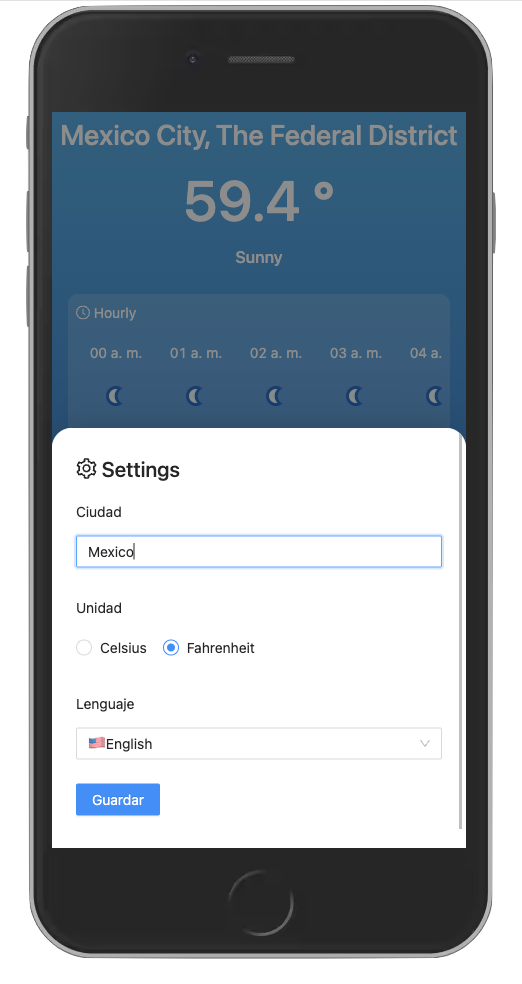 Mexico City, The Federal District
59.4 °
Sunny
Hourly
00 a. m. 01 a. m. 02 a. m. 03 a. m. 04 a.
Settings
Ciudad
Mexico
Unidad
Celsius Fahrenheit
Lenguaje
🇺🇸English
Guardar